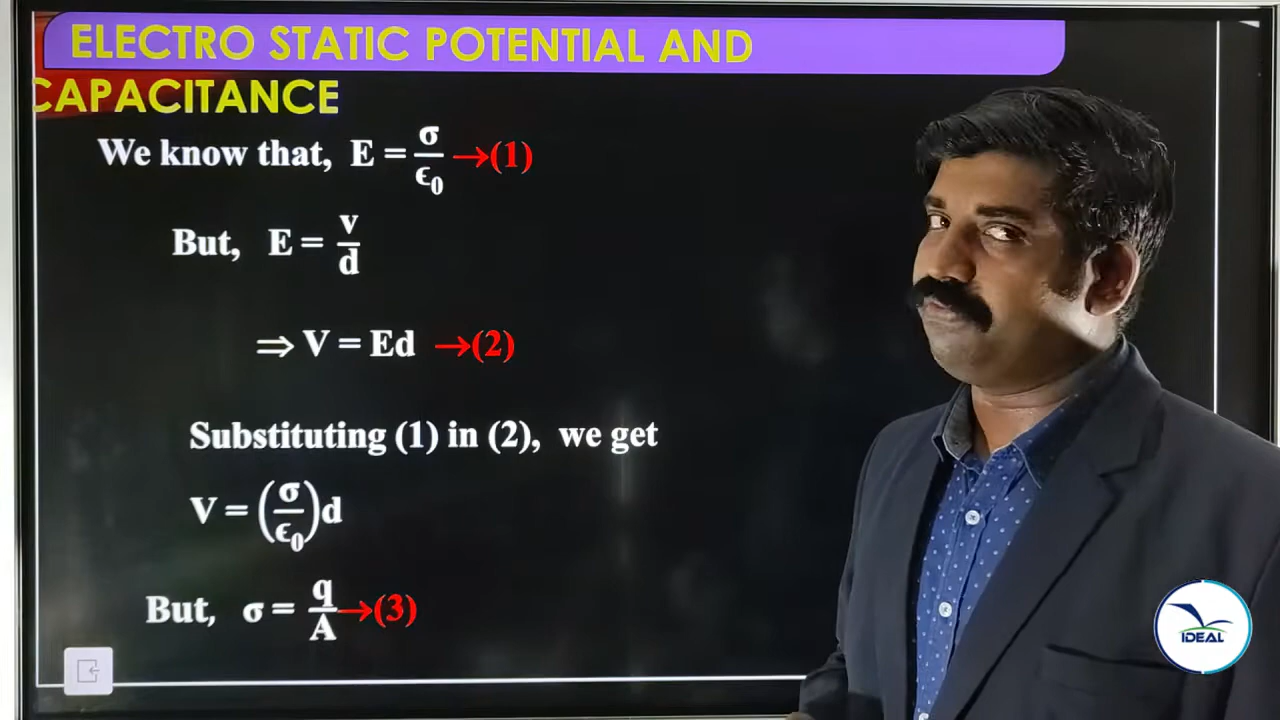 ELECTRO STATIC POTENTIAL AND
CAPACITANCE
We know that, E = σ/ϵ₀ →(1)
But, E = v/d
⇒ V = Ed →(2)
Substituting (1) in (2), we get
V = (σ/ϵ₀)d
But, σ = q/A →(3)
IDEAL